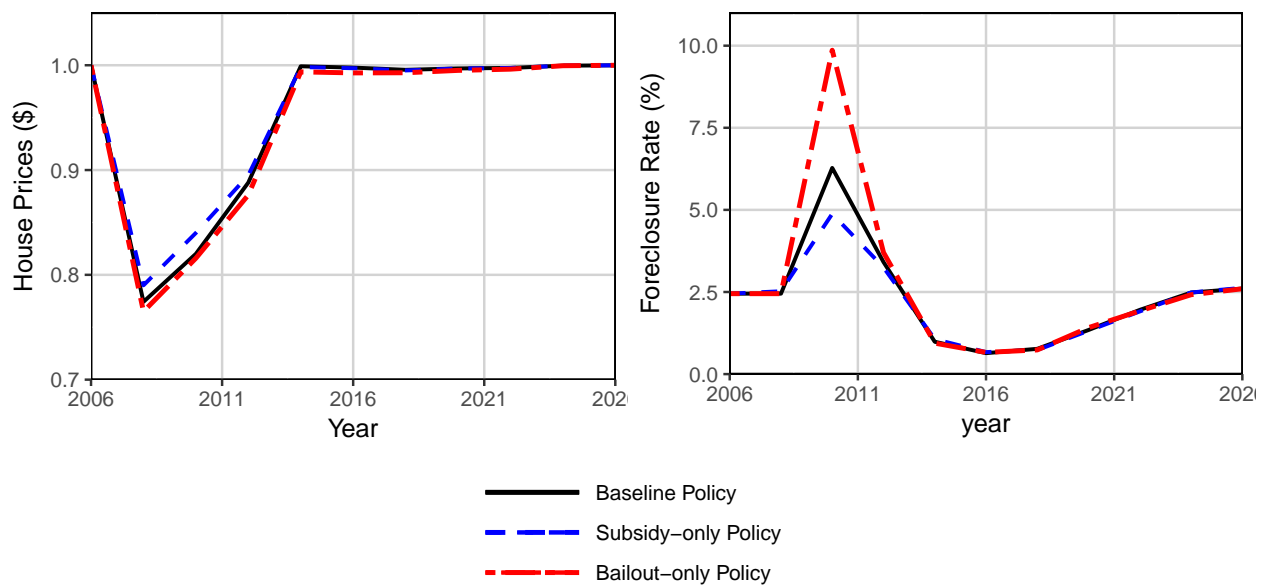 House Prices ($)
1.0
0.9
0.8
0.7
2006 2011 2016 2021 202
Year
Foreclosure Rate (%)
10.0
7.5
5.0
2.5
0.0
2006 2011 2016 2021 202
year
Baseline Policy
Subsidy−only Policy
Bailout−only Policy